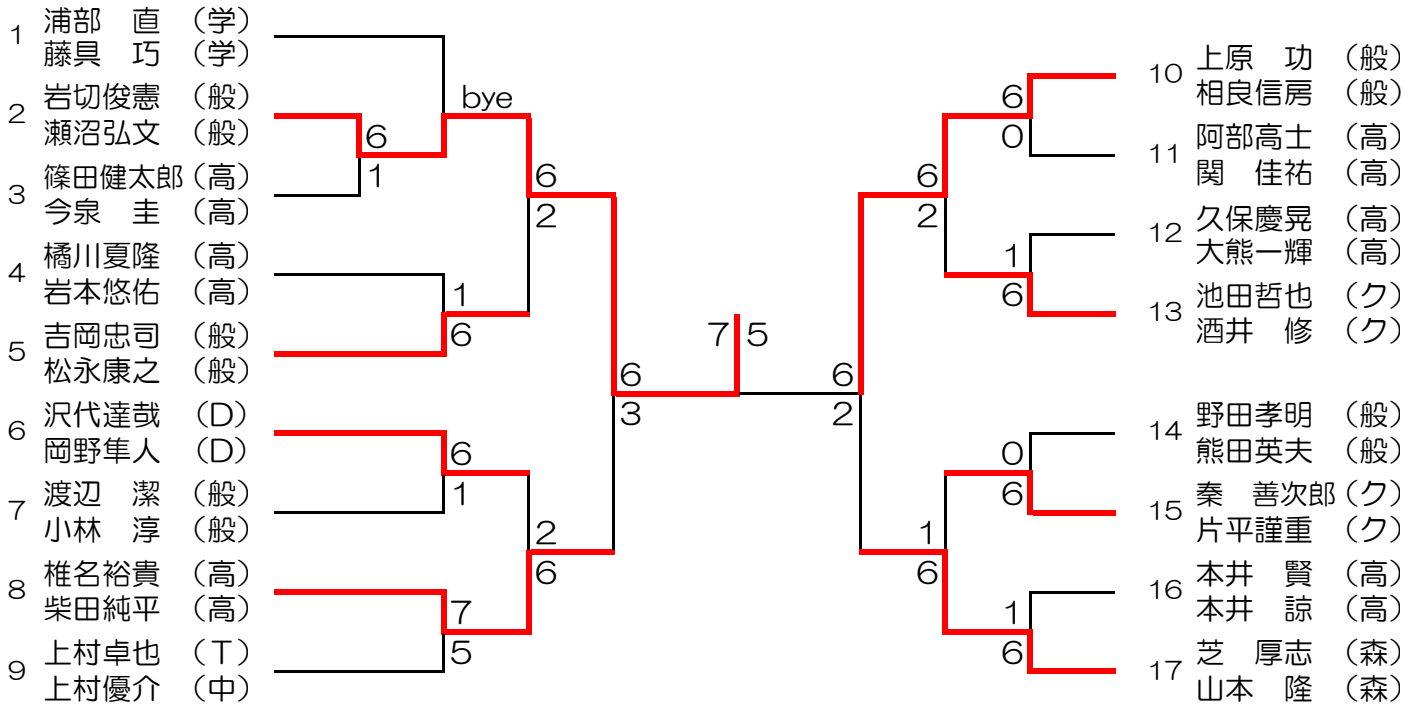 1 浦部　直　（学）
藤具　巧　（学）
2 岩切俊憲　（般）
瀬沼弘文　（般）
3 篠田健太郎（高）
今泉　圭　（高）
4 橘川夏隆　（高）
岩本悠佑　（高）
5 吉岡忠司　（般）
松永康之　（般）
6 沢代達哉　（D）
岡野隼人　（D）
7 渡辺　潔　（般）
小林　淳　（般）
8 椎名裕貴　（高）
柴田純平　（高）
9 上村卓也　（T）
上村優介　（中）
bye
6
1
6
2
1
6
6
3
6
1
2
6
7
5
7 5
6
2
6
0
6
2
1
6
0
6
1
6
1
6
10 上原　功　（般）
相良信房　（般）
11 阿部高士　（高）
関　佳祐　（高）
12 久保慶晃　（高）
大熊一輝　（高）
13 池田哲也　（ク）
酒井　修　（ク）
14 野田孝明　（般）
熊田英夫　（般）
15 秦　善次郎（ク）
片平謹重　（ク）
16 本井　賢　（高）
本井　諒　（高）
17 芝　厚志　（森）
山本　隆　（森）